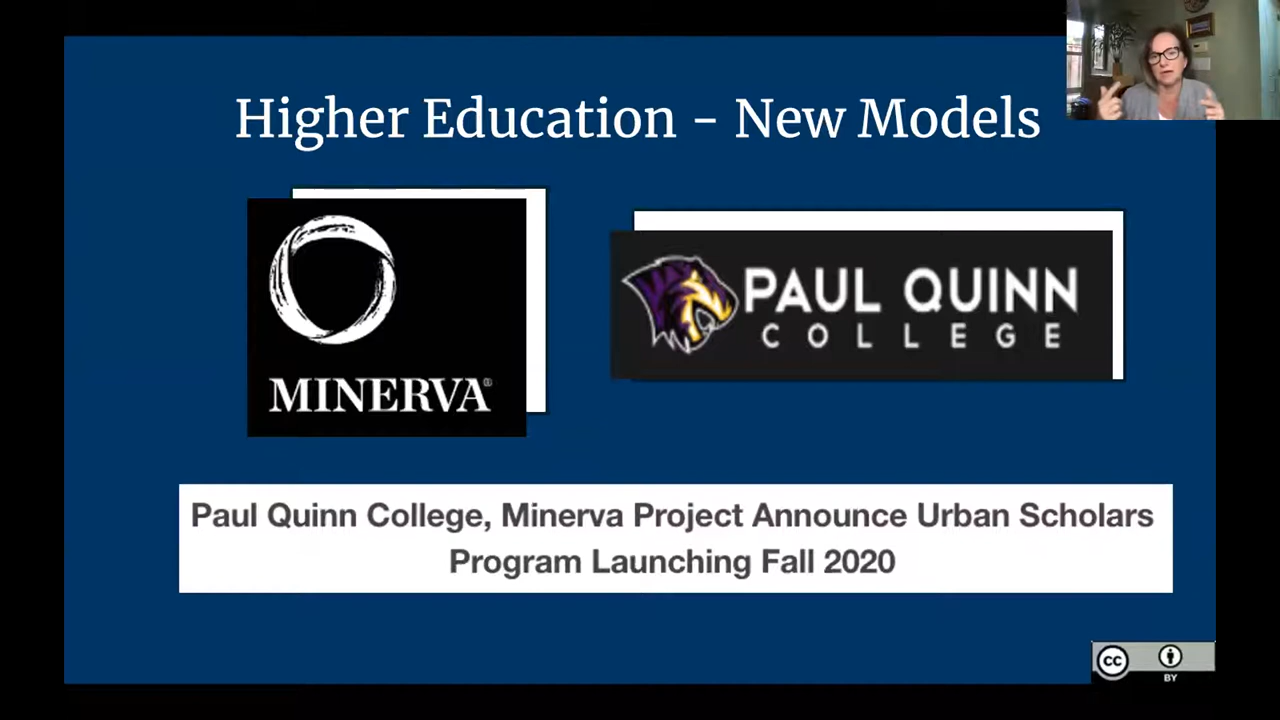 Higher Education - New Models
MINERVA®
PAUL QUINN
COLLEGE
Paul Quinn College, Minerva Project Announce Urban Scholars
Program Launching Fall 2020
cc
BY